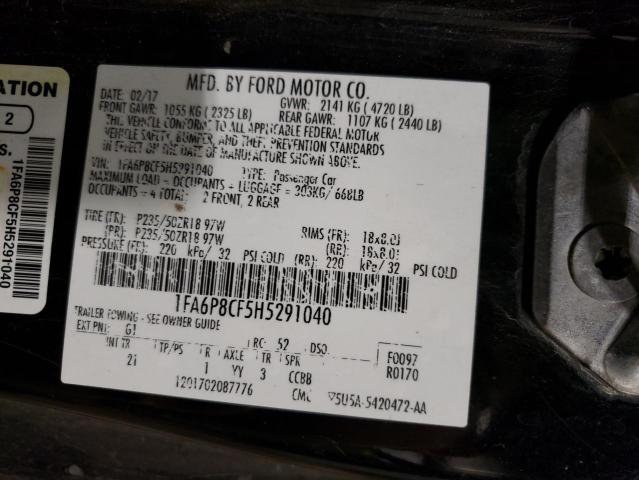 ATION
2
S.
1FA6P8CF5H5291040
MFD. BY FORD MOTOR CO.
DATE: 02/17 GVWR: 2141 KG ( 4720 LB)
FRONT GAWR: 1055 KG ( 2325 LB) REAR GAWR: 1107 KG ( 2440 LB)
THIS VEHICLE CONFORMS TO ALL APPLICABLE FEDERAL MOTOR
VEHICLE SAFETY, BUMPER, AND THEFT PREVENTION STANDARDS
IN EFFECT ON THE DATE OF MANUFACTURE SHOWN ABOVE.
VIN: 1FA6P8CF5H5291040 TYPE: Passenger Car
MAXIMUM LOAD = OCCUPANTS + LUGGAGE = 303KG/ 668LB
OCCUPANTS = 4 TOTAL: 2 FRONT, 2 REAR
TIRE (FR): P235/50ZR18 97W RIMS (FR): 18x8.0J
(RR): P235/50ZR18 97W (RR): 18x8.0J
PRESSURE (FR): 220 kPa/ 32 PSI COLD (RR): 220 kPa/ 32 PSI COLD
1FA6P8CF5H5291040
TRAILER TOWING - SEE OWNER GUIDE
EXT PNT: G1 RC: 52 DSO: F0097
INT TR TP/PS R AXLE TR SPR R0170
21 1 YY 3 CCBB
1201702087776 CMC 5U5A-5420472-AA